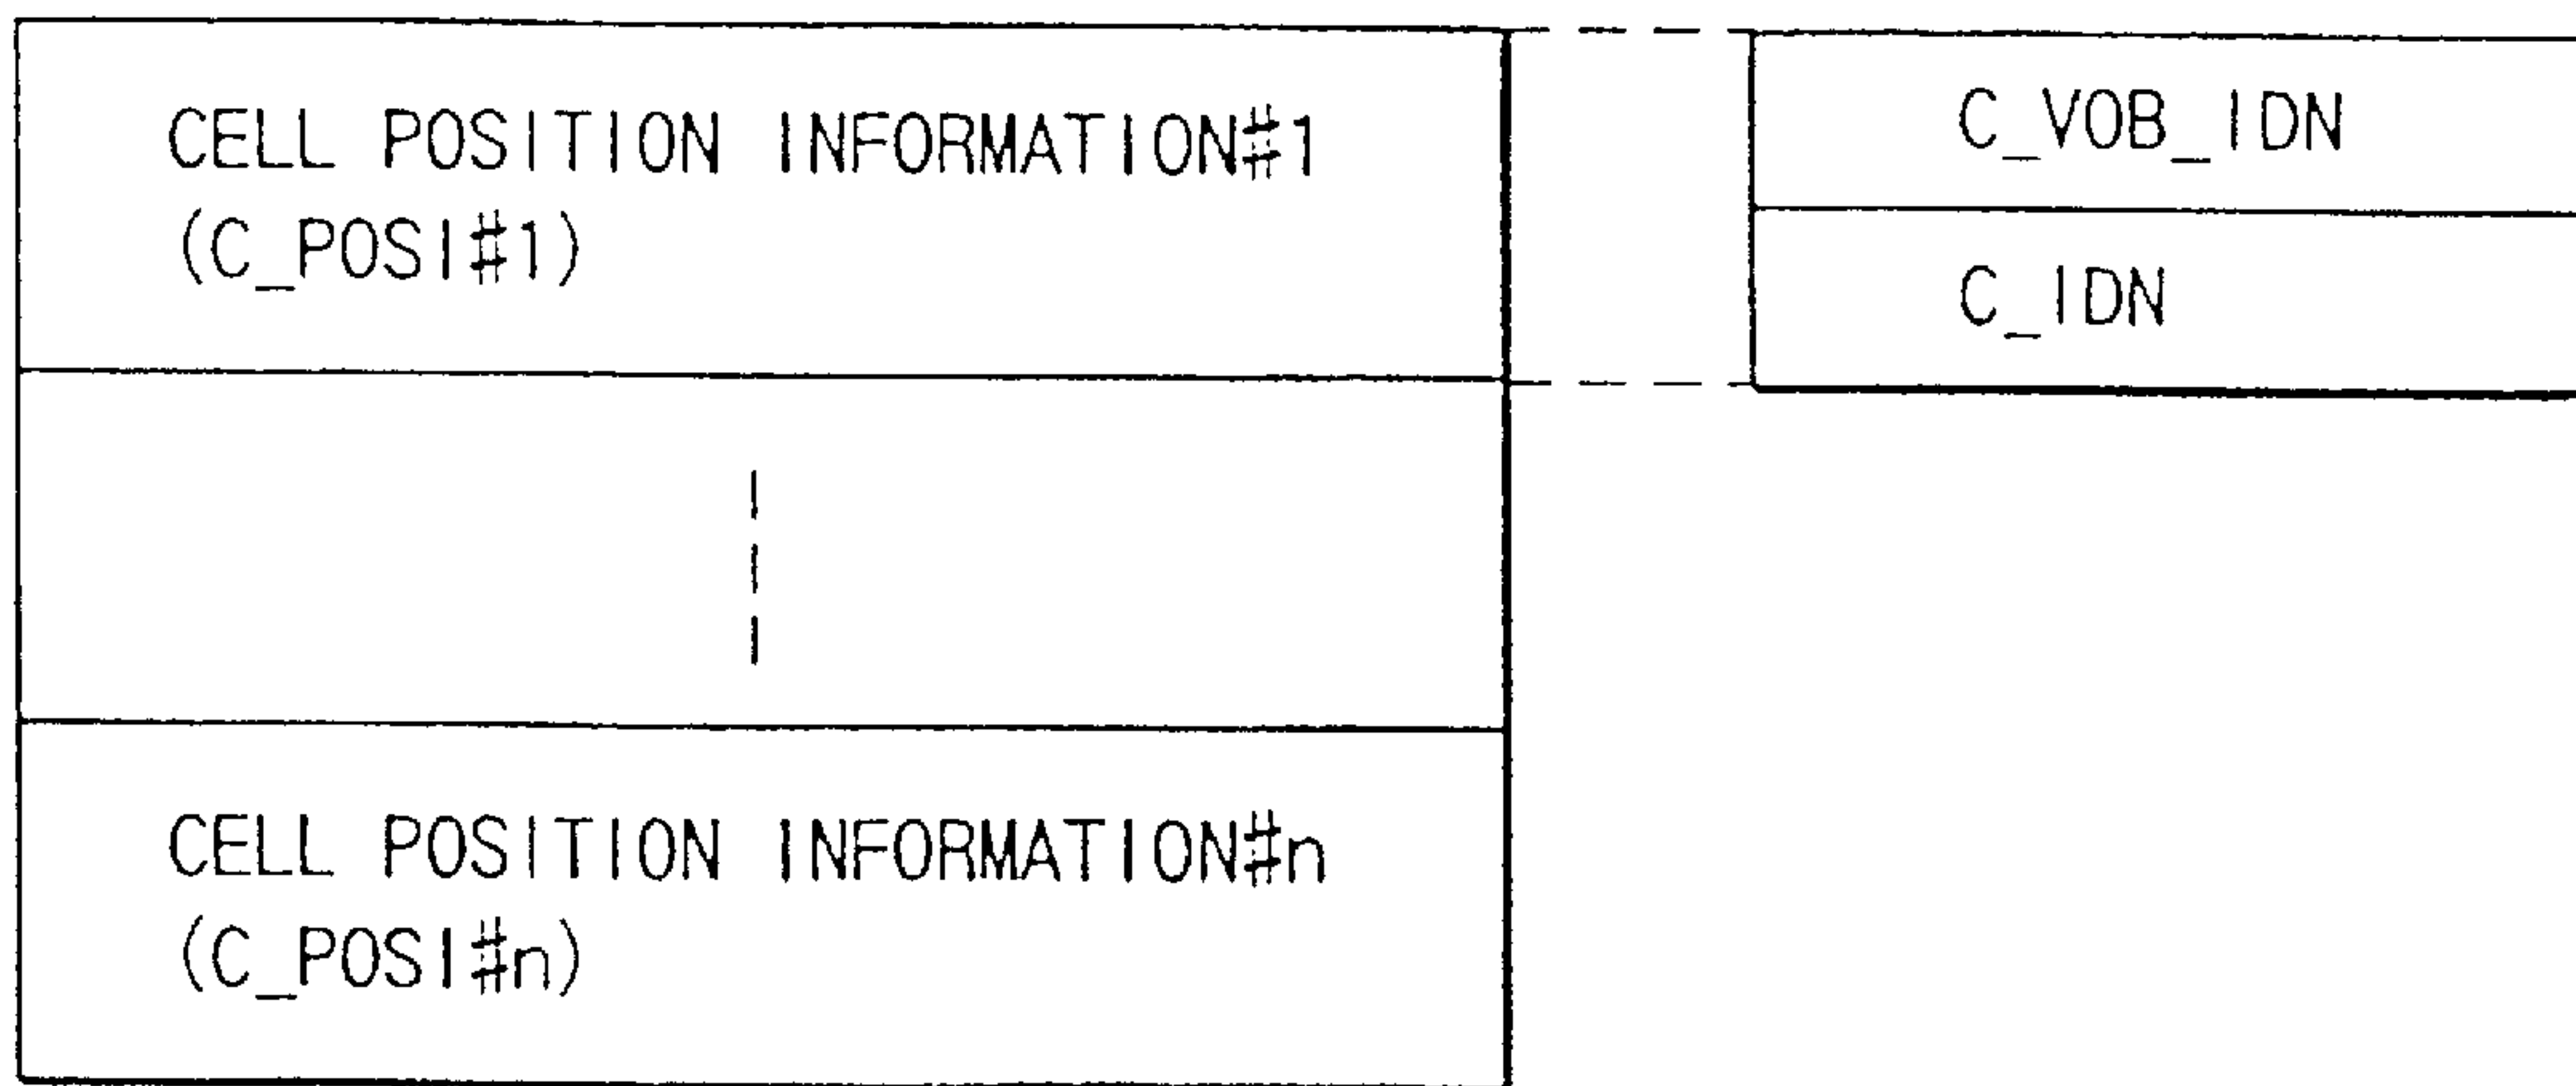 CELL POSITION INFORMATION#1
(C_POSI#1)
C_VOB_IDN
C_IDN
CELL POSITION INFORMATION#n
(C_POSI#n)